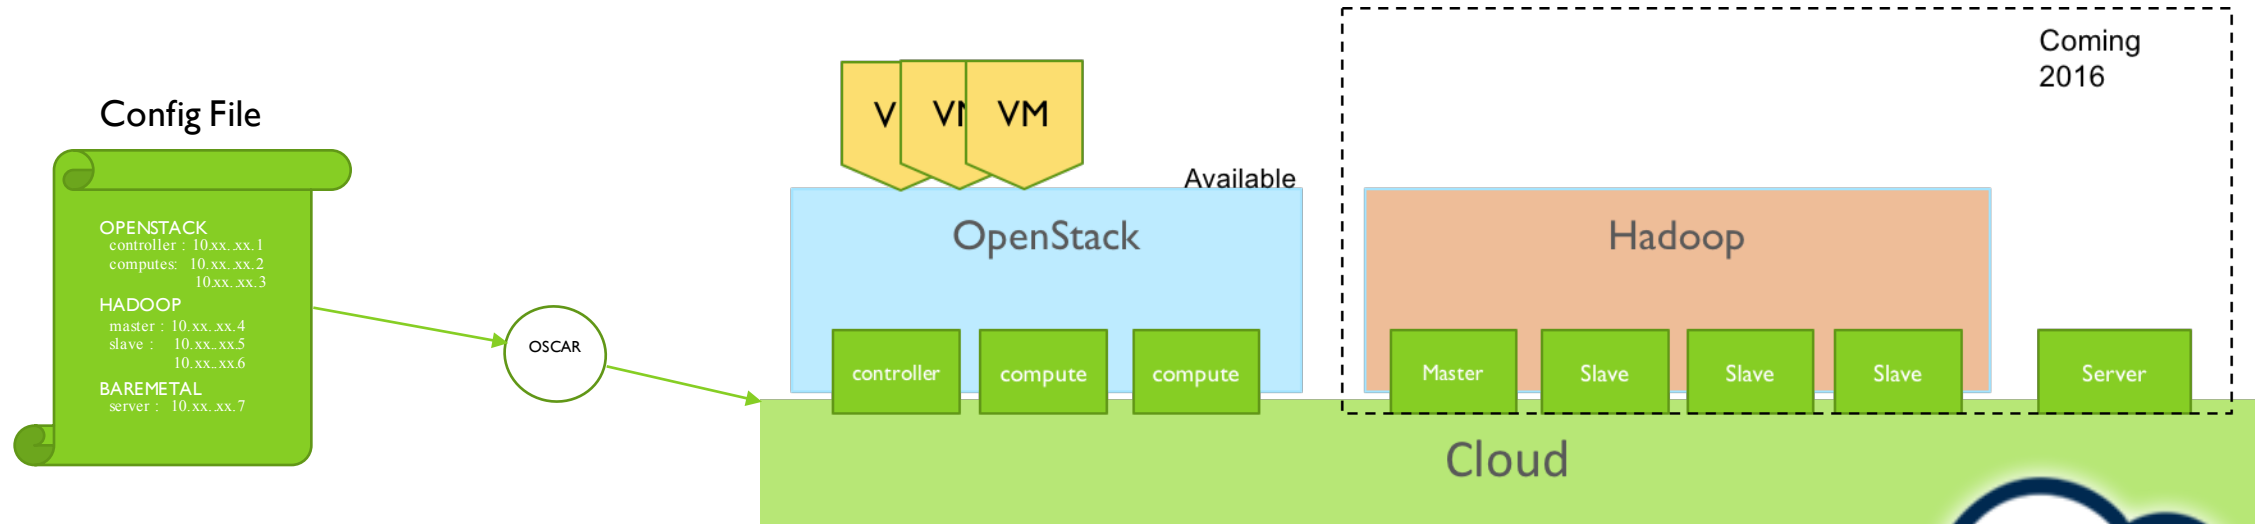 Config File
OPENSTACK
controller : 10.xx..xx.1
computes: 10.xx..xx.2
10.xx..xx.3
HADOOP
master : 10.xx..xx.4
slave : 10.xx..xx.5
10.xx..xx.6
BAREMETAL
server : 10.xx..xx.7
OSCAR
V
VM
VM
Available
OpenStack
controller
compute
compute
Coming
2016
Hadoop
Master
Slave
Slave
Slave
Server
Cloud